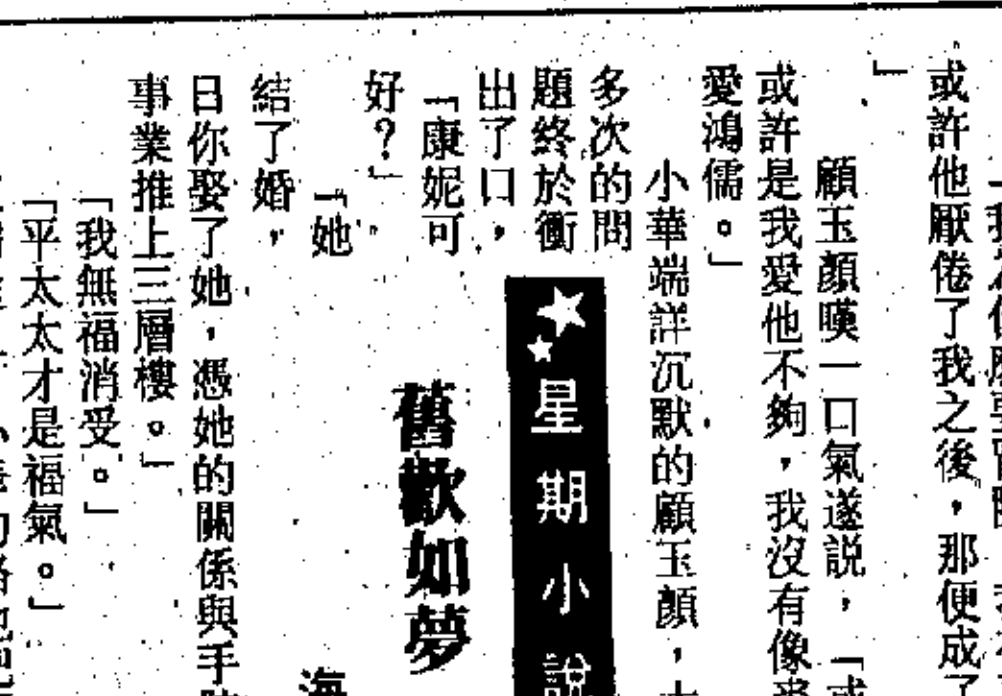 或許他厭倦了我之後，那便成了
」
顧玉顏嘆一口氣遂説，「或
或許是我愛他不夠，我沒有像裘
愛鴻儒。」
小華端詳沉默的顧玉顏，
多次的問
題終於衝
出了口，
「康妮可
好？」
「她
結了婚，
星期小說
舊歡如夢
海
日你娶了她，憑她的關係與手
事業推上三層樓。」
「我無福消受。」
「平太太才是福氣。」